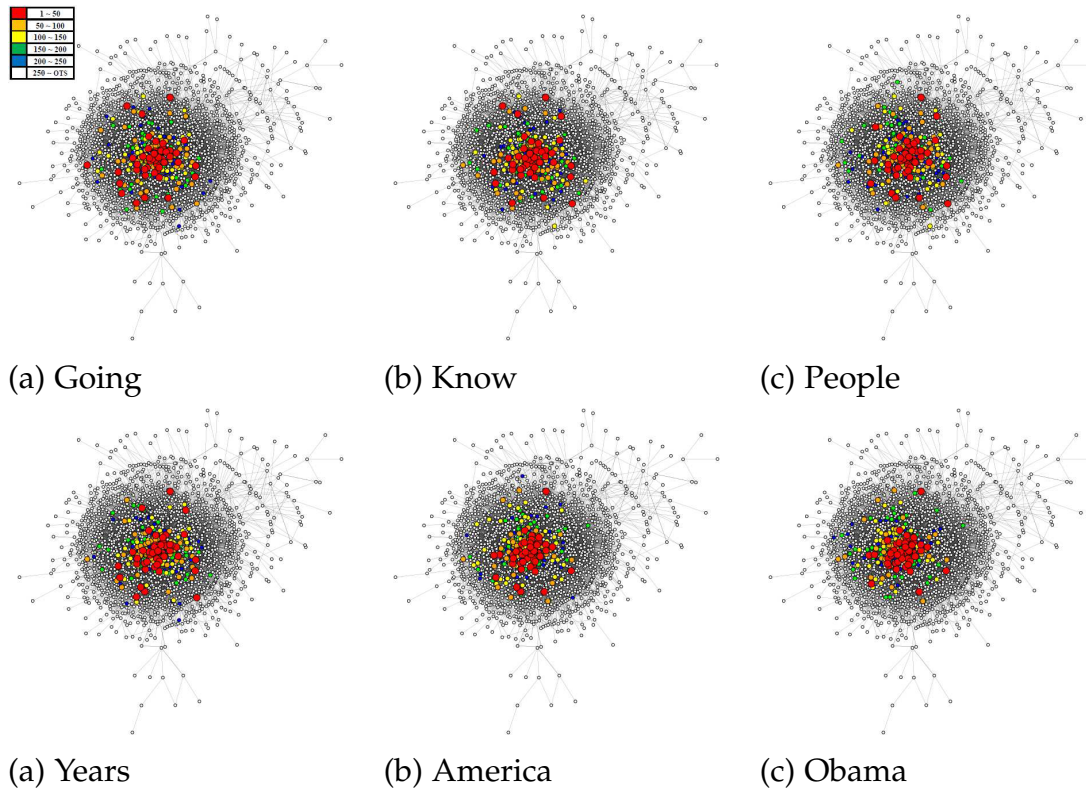 1 ~ 50
50 ~ 100
100 ~ 150
150 ~ 200
200 ~ 250
250 ~ OTS
(a) Going
(b) Know
(c) People
(a) Years
(b) America
(c) Obama